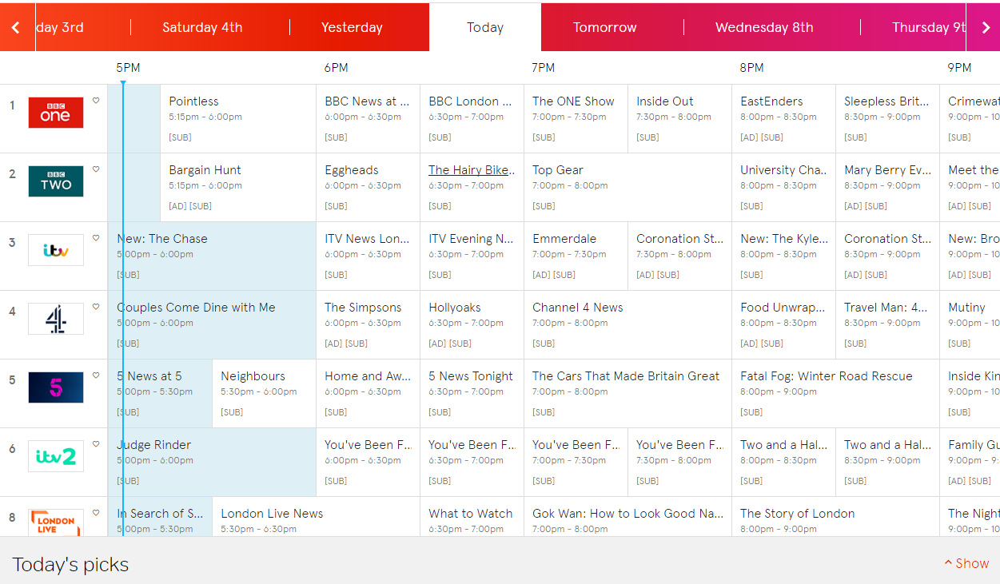 day 3rd Saturday 4th Yesterday Today Tomorrow Wednesday 8th Thursday 9t
5PM 6PM 7PM 8PM 9PM
1 BBC one Pointless BBC News at ... BBC London ... The ONE Show Inside Out EastEnders Sleepless Brit... Crimewat
5:15pm - 6:00pm 6:00pm - 6:30pm 6:30pm - 7:00pm 7:00pm - 7:30pm 7:30pm - 8:00pm 8:00pm - 8:30pm 8:30pm - 9:00pm 9:00pm - 10
[SUB] [SUB] [SUB] [SUB] [SUB] [AD] [SUB] [SUB] [SUB]
2 BBC TWO Bargain Hunt Eggheads The Hairy Bike.. Top Gear University Cha.. Mary Berry Ev... Meet the
5:15pm - 6:00pm 6:00pm - 6:30pm 6:30pm - 7:00pm 7:00pm - 8:00pm 8:00pm - 8:30pm 8:30pm - 9:00pm 9:00pm - 10
[AD] [SUB] [SUB] [SUB] [SUB] [SUB] [AD] [SUB] [AD] [SUB]
3 itv New: The Chase ITV News Lon... ITV Evening N... Emmerdale Coronation St... New: The Kyle... Coronation St... New: Bro
5:00pm - 6:00pm 6:00pm - 6:30pm 6:30pm - 7:00pm 7:00pm - 7:30pm 7:30pm - 8:00pm 8:00pm - 8:30pm 8:30pm - 9:00pm 9:00pm - 10
[SUB] [SUB] [SUB] [AD] [SUB] [AD] [SUB] [SUB] [AD] [SUB] [AD] [SUB]
4 4 Couples Come Dine with Me The Simpsons Hollyoaks Channel 4 News Food Unwrap... Travel Man: 4... Mutiny
5:00pm - 6:00pm 6:00pm - 6:30pm 6:30pm - 7:00pm 7:00pm - 8:00pm 8:00pm - 8:30pm 8:30pm - 9:00pm 9:00pm - 10
[SUB] [AD] [SUB] [AD] [SUB] [SUB] [AD] [SUB] [SUB] [SUB]
5 5 5 News at 5 Neighbours Home and Aw... 5 News Tonight The Cars That Made Britain Great Fatal Fog: Winter Road Rescue Inside Kin
5:00pm - 5:30pm 5:30pm - 6:00pm 6:00pm - 6:30pm 6:30pm - 7:00pm 7:00pm - 8:00pm 8:00pm - 9:00pm 9:00pm - 10
[SUB] [SUB] [SUB] [SUB] [SUB] [SUB] [SUB]
6 itv2 Judge Rinder You've Been F... You've Been F... You've Been F... You've Been F... Two and a Hal... Two and a Hal... Family Gu
5:00pm - 6:00pm 6:00pm - 6:30pm 6:30pm - 7:00pm 7:00pm - 7:30pm 7:30pm - 8:00pm 8:00pm - 8:30pm 8:30pm - 9:00pm 9:00pm - 9:
[SUB] [SUB] [SUB] [SUB] [SUB] [SUB] [SUB] [AD] [SUB]
8 LONDON LIVE In Search of S... London Live News What to Watch Gok Wan: How to Look Good Na... The Story of London The Night
5:00pm - 5:30pm 5:30pm - 6:30pm 6:30pm - 7:00pm 7:00pm - 8:00pm 8:00pm - 9:00pm 9:00pm - 10
Today's picks Show